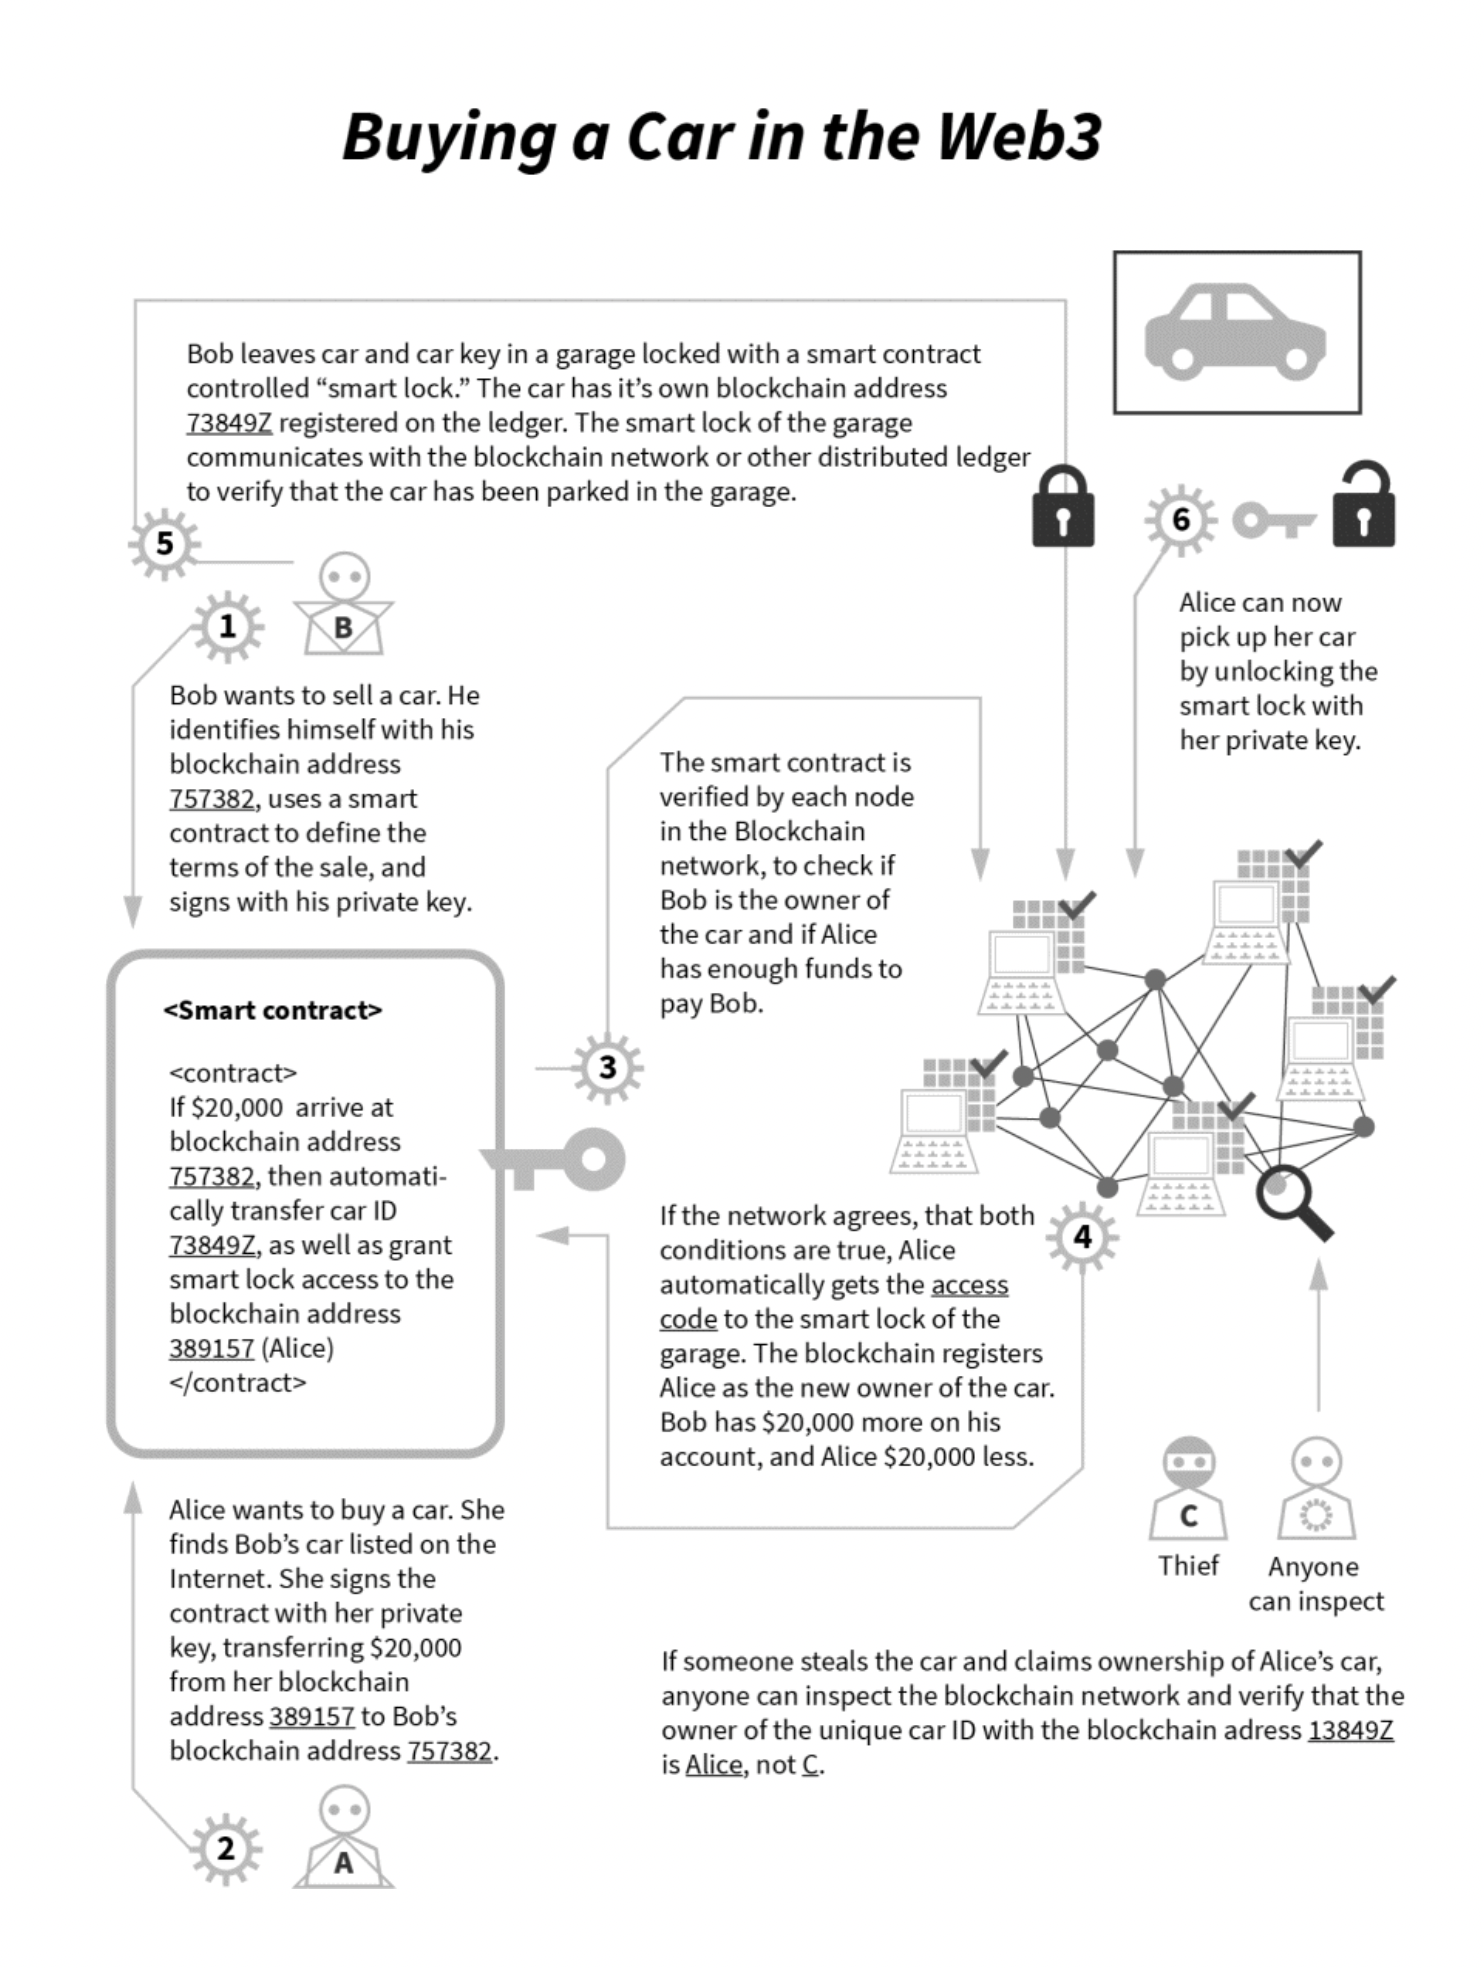 Buying a Car in the Web3
Bob leaves car and car key in a garage locked with a smart contract
controlled “smart lock.” The car has it’s own blockchain address
73849Z registered on the ledger. The smart lock of the garage
communicates with the blockchain network or other distributed ledger
to verify that the car has been parked in the garage.
5
1
B
Bob wants to sell a car. He
identifies himself with his
blockchain address
757382, uses a smart
contract to define the
terms of the sale, and
signs with his private key.
6
Alice can now
pick up her car
by unlocking the
smart lock with
her private key.
The smart contract is
verified by each node
in the Blockchain
network, to check if
Bob is the owner of
the car and if Alice
has enough funds to
pay Bob.
3
<Smart contract>
<contract>
If $20,000 arrive at
blockchain address
757382, then automati-
cally transfer car ID
73849Z, as well as grant
smart lock access to the
blockchain address
389157 (Alice)
</contract>
If the network agrees, that both
conditions are true, Alice
automatically gets the access
code to the smart lock of the
garage. The blockchain registers
Alice as the new owner of the car.
Bob has $20,000 more on his
account, and Alice $20,000 less.
4
Alice wants to buy a car. She
finds Bob’s car listed on the
Internet. She signs the
contract with her private
key, transferring $20,000
from her blockchain
address 389157 to Bob’s
blockchain address 757382.
2
A
C
Thief
Anyone
can inspect
If someone steals the car and claims ownership of Alice’s car,
anyone can inspect the blockchain network and verify that the
owner of the unique car ID with the blockchain adress 13849Z
is Alice, not C.